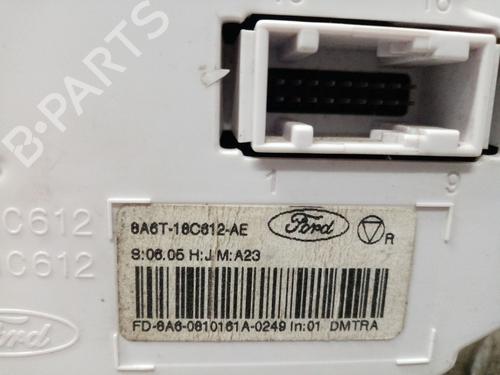 16
B-PARTS
1
9
C612
C612
Ford
8A6T-18C612-AE
Ford
R
S:06.05 H:J M:A23
FD-8A6-0810161A-0249 In:01 DMTRA